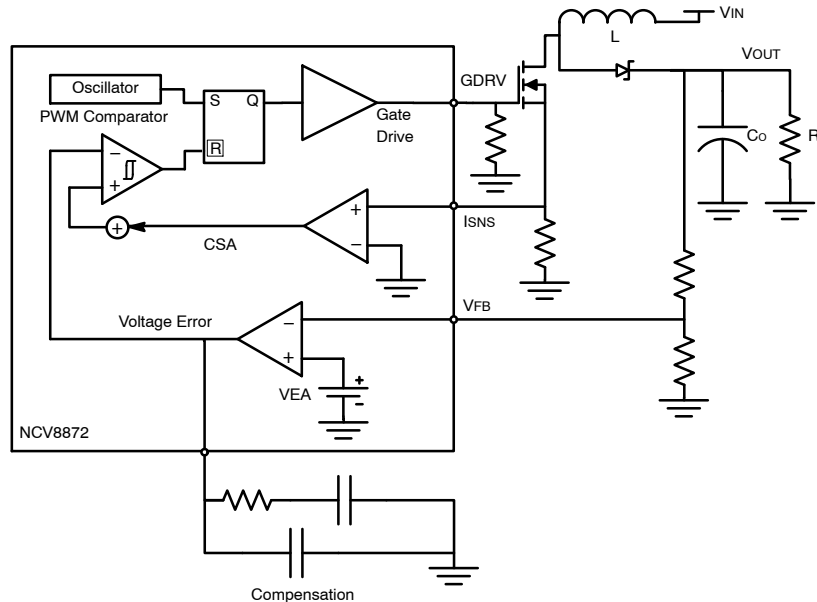 VIN
L
VOUT
Oscillator
GDRV
PWM Comparator
S Q
Gate
Drive
R
CO
R
−
+
+
CSA
+
−
ISNS
VFB
Voltage Error
−
+
VEA
+
−
NCV8872
Compensation